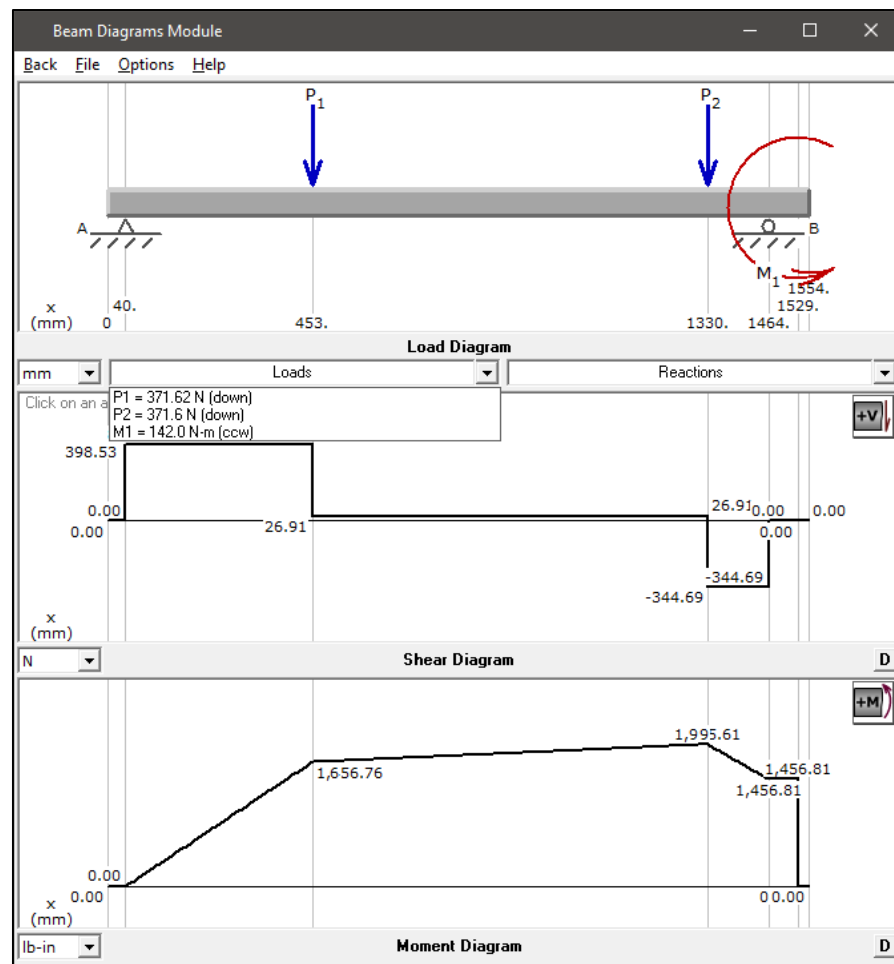 Beam Diagrams Module
Back File Options Help
P1 P2
A B
M1
x (mm) 0 40. 453. 1330. 1464. 1529. 1554.
Load Diagram
mm Loads Reactions
Click on an a
P1 = 371.62 N (down)
P2 = 371.6 N (down)
M1 = 142.0 N-m (ccw)
+V
398.53
0.00 26.91 0.00 0.00
0.00 26.91 0.00
-344.69
-344.69
x
(mm)
N Shear Diagram D
+M
1,995.61
1,656.76 1,456.81
1,456.81
0.00
0.00 0 0.00
x
(mm)
lb-in Moment Diagram D